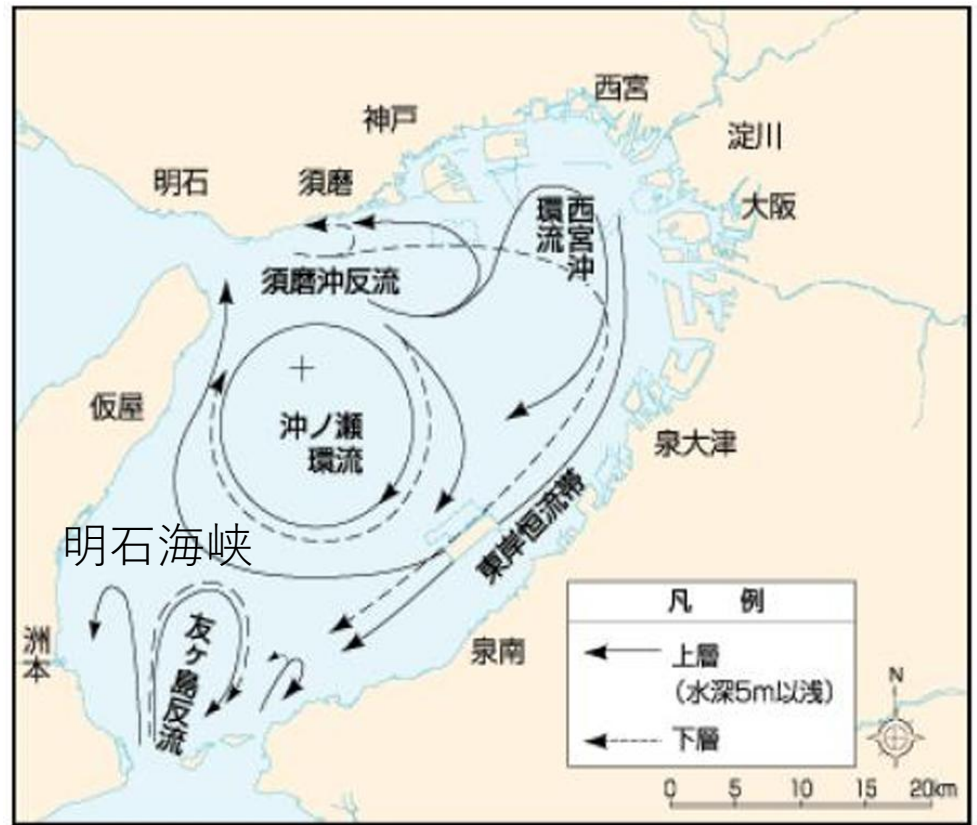 西宮
神戸
淀川
明石
須磨
大阪
西宮沖
環流
須磨沖反流
仮屋
沖ノ瀬
環流
泉大津
東岸恒流帯
明石海峡
凡 例
上層
(水深5m以浅)
下層
友ヶ島反流
洲本
泉南
N
0 5 10 15 20km